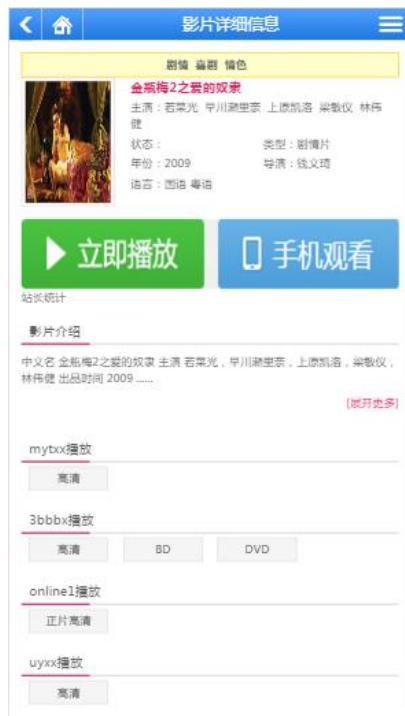 影片详细信息
剧情 喜剧 情色
金瓶梅2之爱的奴隶
主演：若菜光 早川濑里奈 上原凯洛 梁敏仪 林伟
健
状态： 类型：剧情片
年份：2009 导演：钱文琦
语言：国语 粤语
立即播放 手机观看
站长统计
影片介绍
中文名 金瓶梅2之爱的奴隶 主演 若菜光，早川濑里奈，上原凯洛，梁敏仪，
林伟健 出品时间 2009 ......
[展开更多]
mytxx播放
高清
3bbbx播放
高清 BD DVD
online1播放
正片高清
uyxx播放
高清